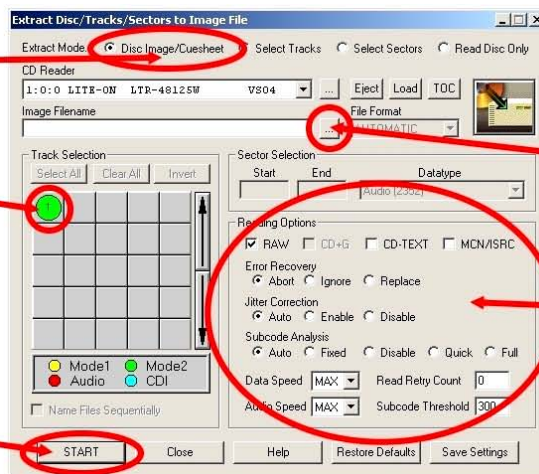 Extract Disc/Tracks/Sectors to Image File
Extract Mode Disc Image/Cuesheet Select Tracks Select Sectors Read Disc Only
CD Reader
1:0:0 LITE-ON LTR-48125W VS04 ... Eject Load TOC
Image Filename File Format
... AUTOMATIC
Track Selection Sector Selection
Select All Clear All Invert Start End Datatype
Audio (2352)
1
Reading Options
RAW CD+G CD-TEXT MCN/ISRC
Error Recovery
Abort Ignore Replace
Jitter Correction
Auto Enable Disable
Subcode Analysis
Auto Fixed Disable Quick Full
Mode1 Mode2
Audio CDI
Data Speed MAX Read Retry Count 0
Name Files Sequentially
Audio Speed MAX Subcode Threshold 300
START Close Help Restore Defaults Save Settings